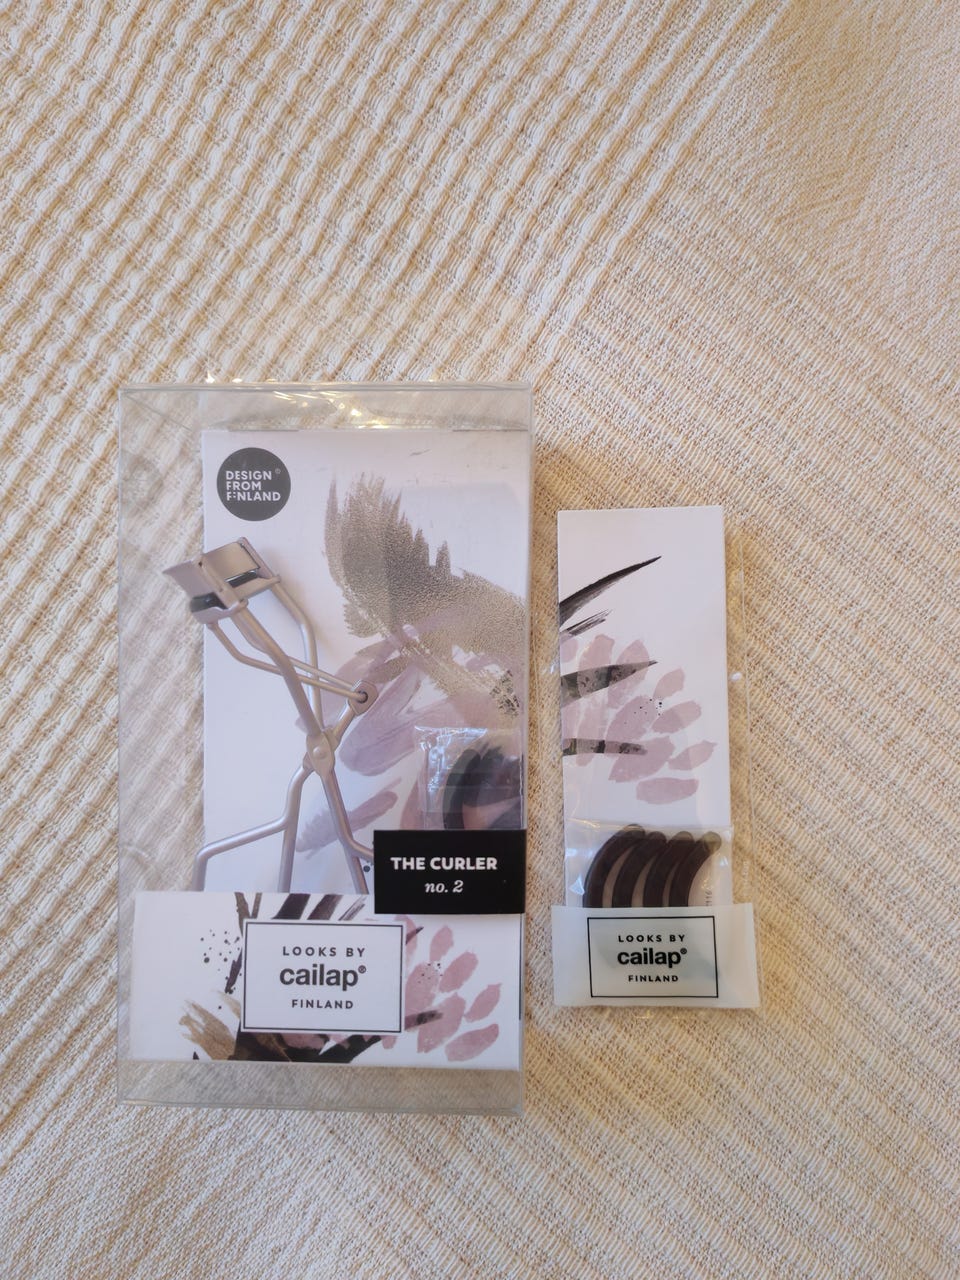 DESIGN ®
FROM
FINLAND
THE CURLER
no. 2
LOOKS BY
cailap®
FINLAND
LOOKS BY
cailap®
FINLAND